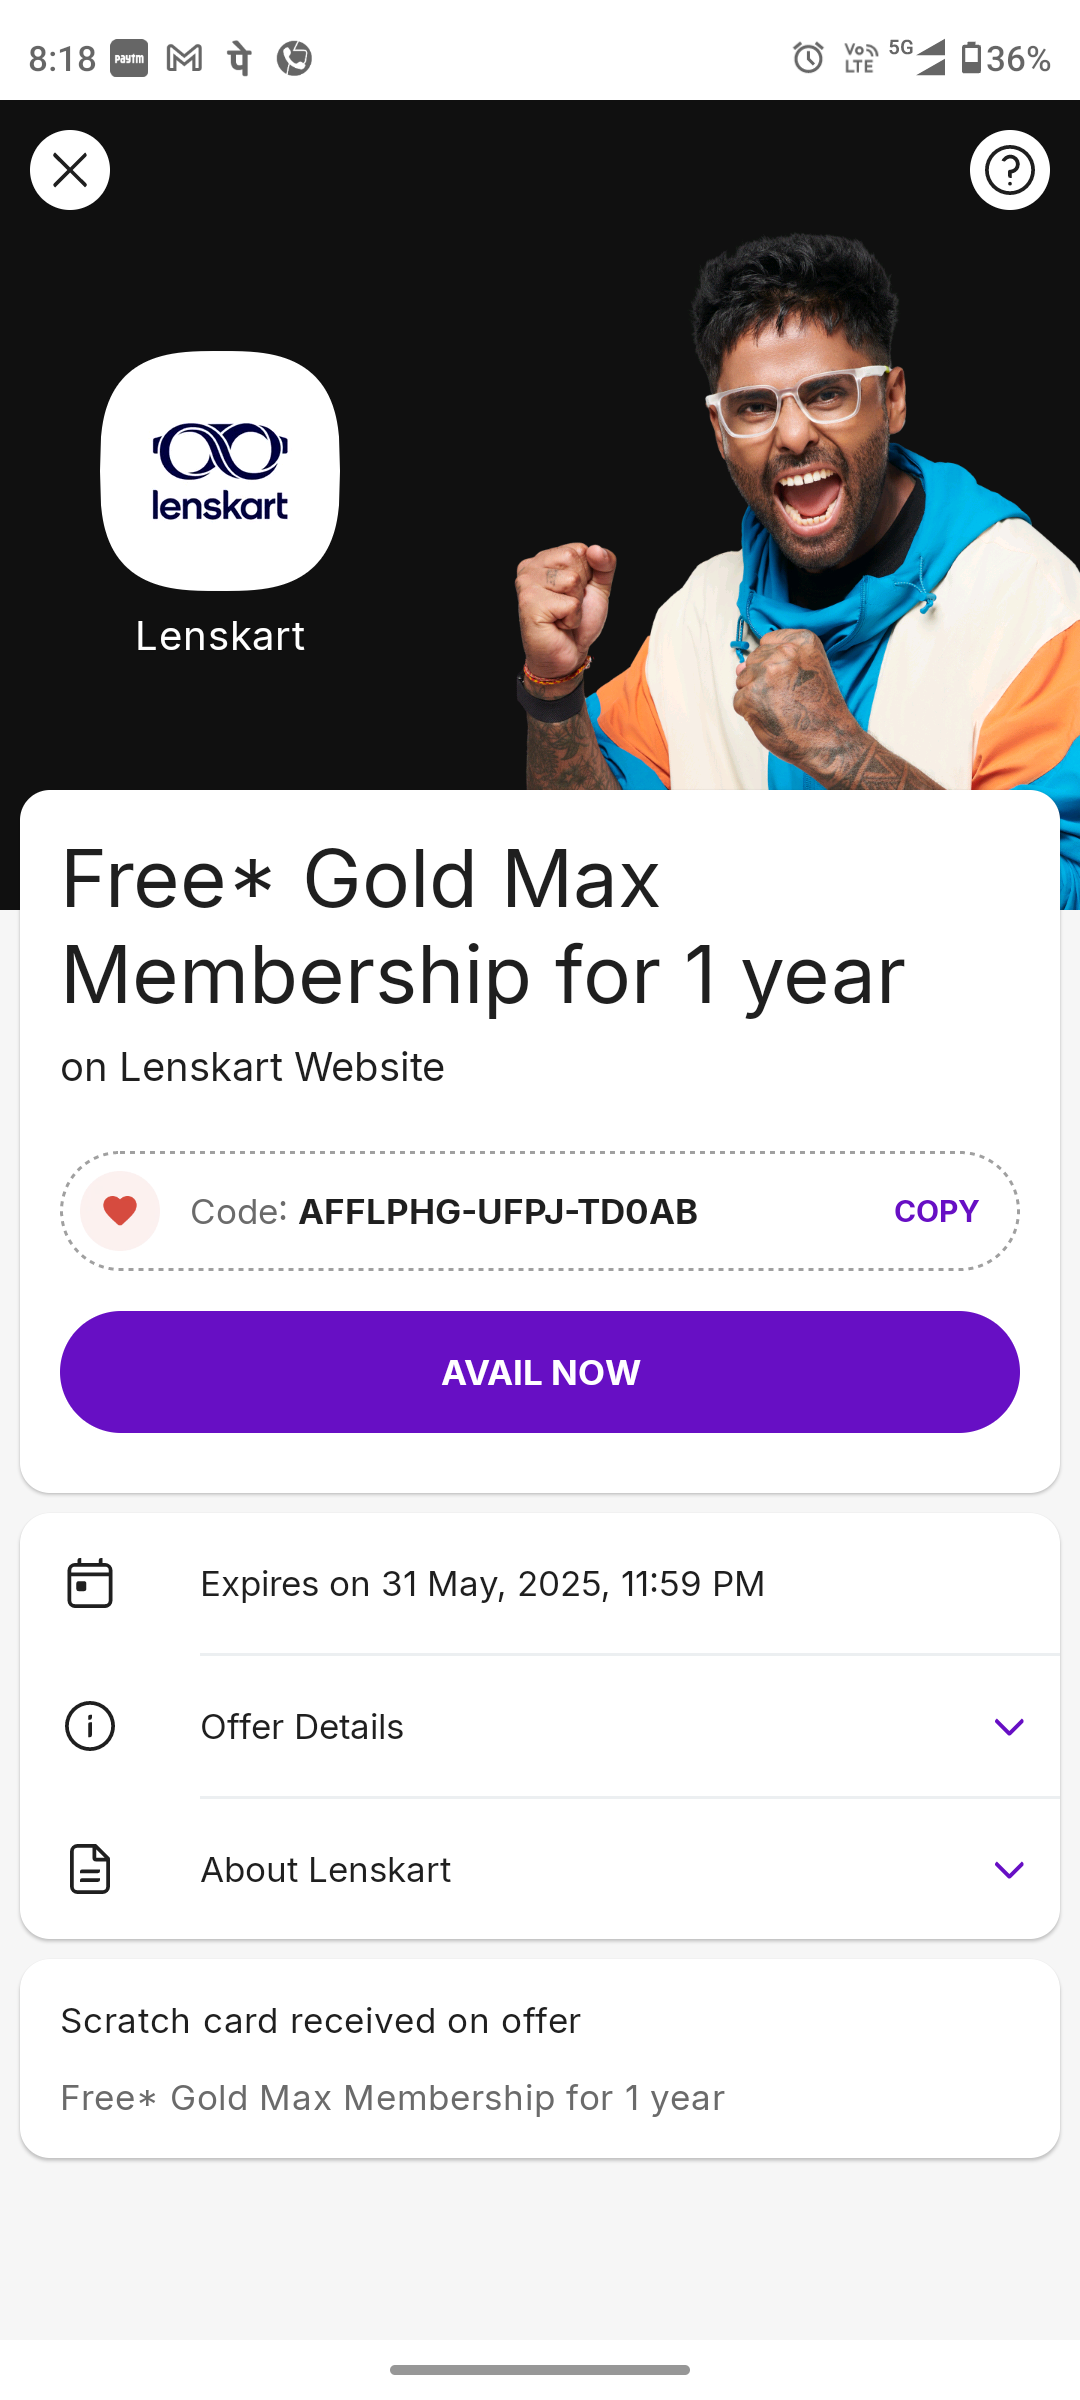 8:18 paytm पे Vo LTE 5G 36%
lenskart
Lenskart
Free* Gold Max
Membership for 1 year
on Lenskart Website
Code: AFFLPHG-UFPJ-TD0AB COPY
AVAIL NOW
Expires on 31 May, 2025, 11:59 PM
Offer Details
About Lenskart
Scratch card received on offer
Free* Gold Max Membership for 1 year